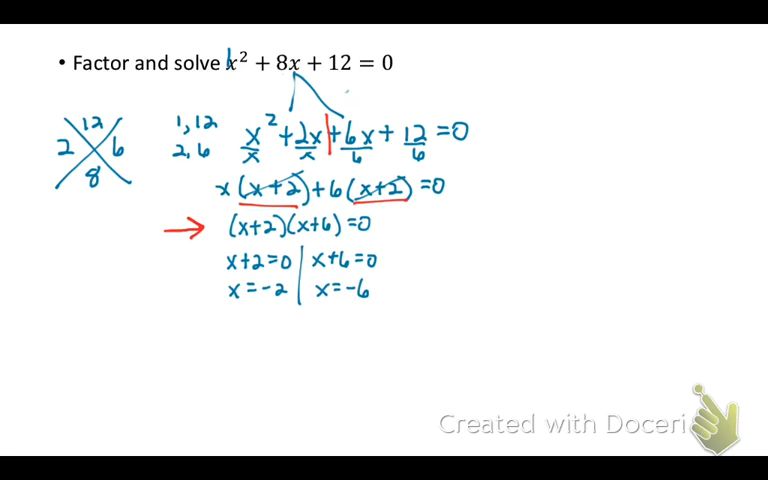 • Factor and solve x² + 8x + 12 = 0
12
2 6
8
1, 12
2, 6
x²/x + 2x/x + 6x/6 + 12/6 = 0
x (x+2) + 6 (x+2) = 0
→ (x+2)(x+6) = 0
x+2=0 | x+6=0
x=-2 | x=-6
Created with Doceri